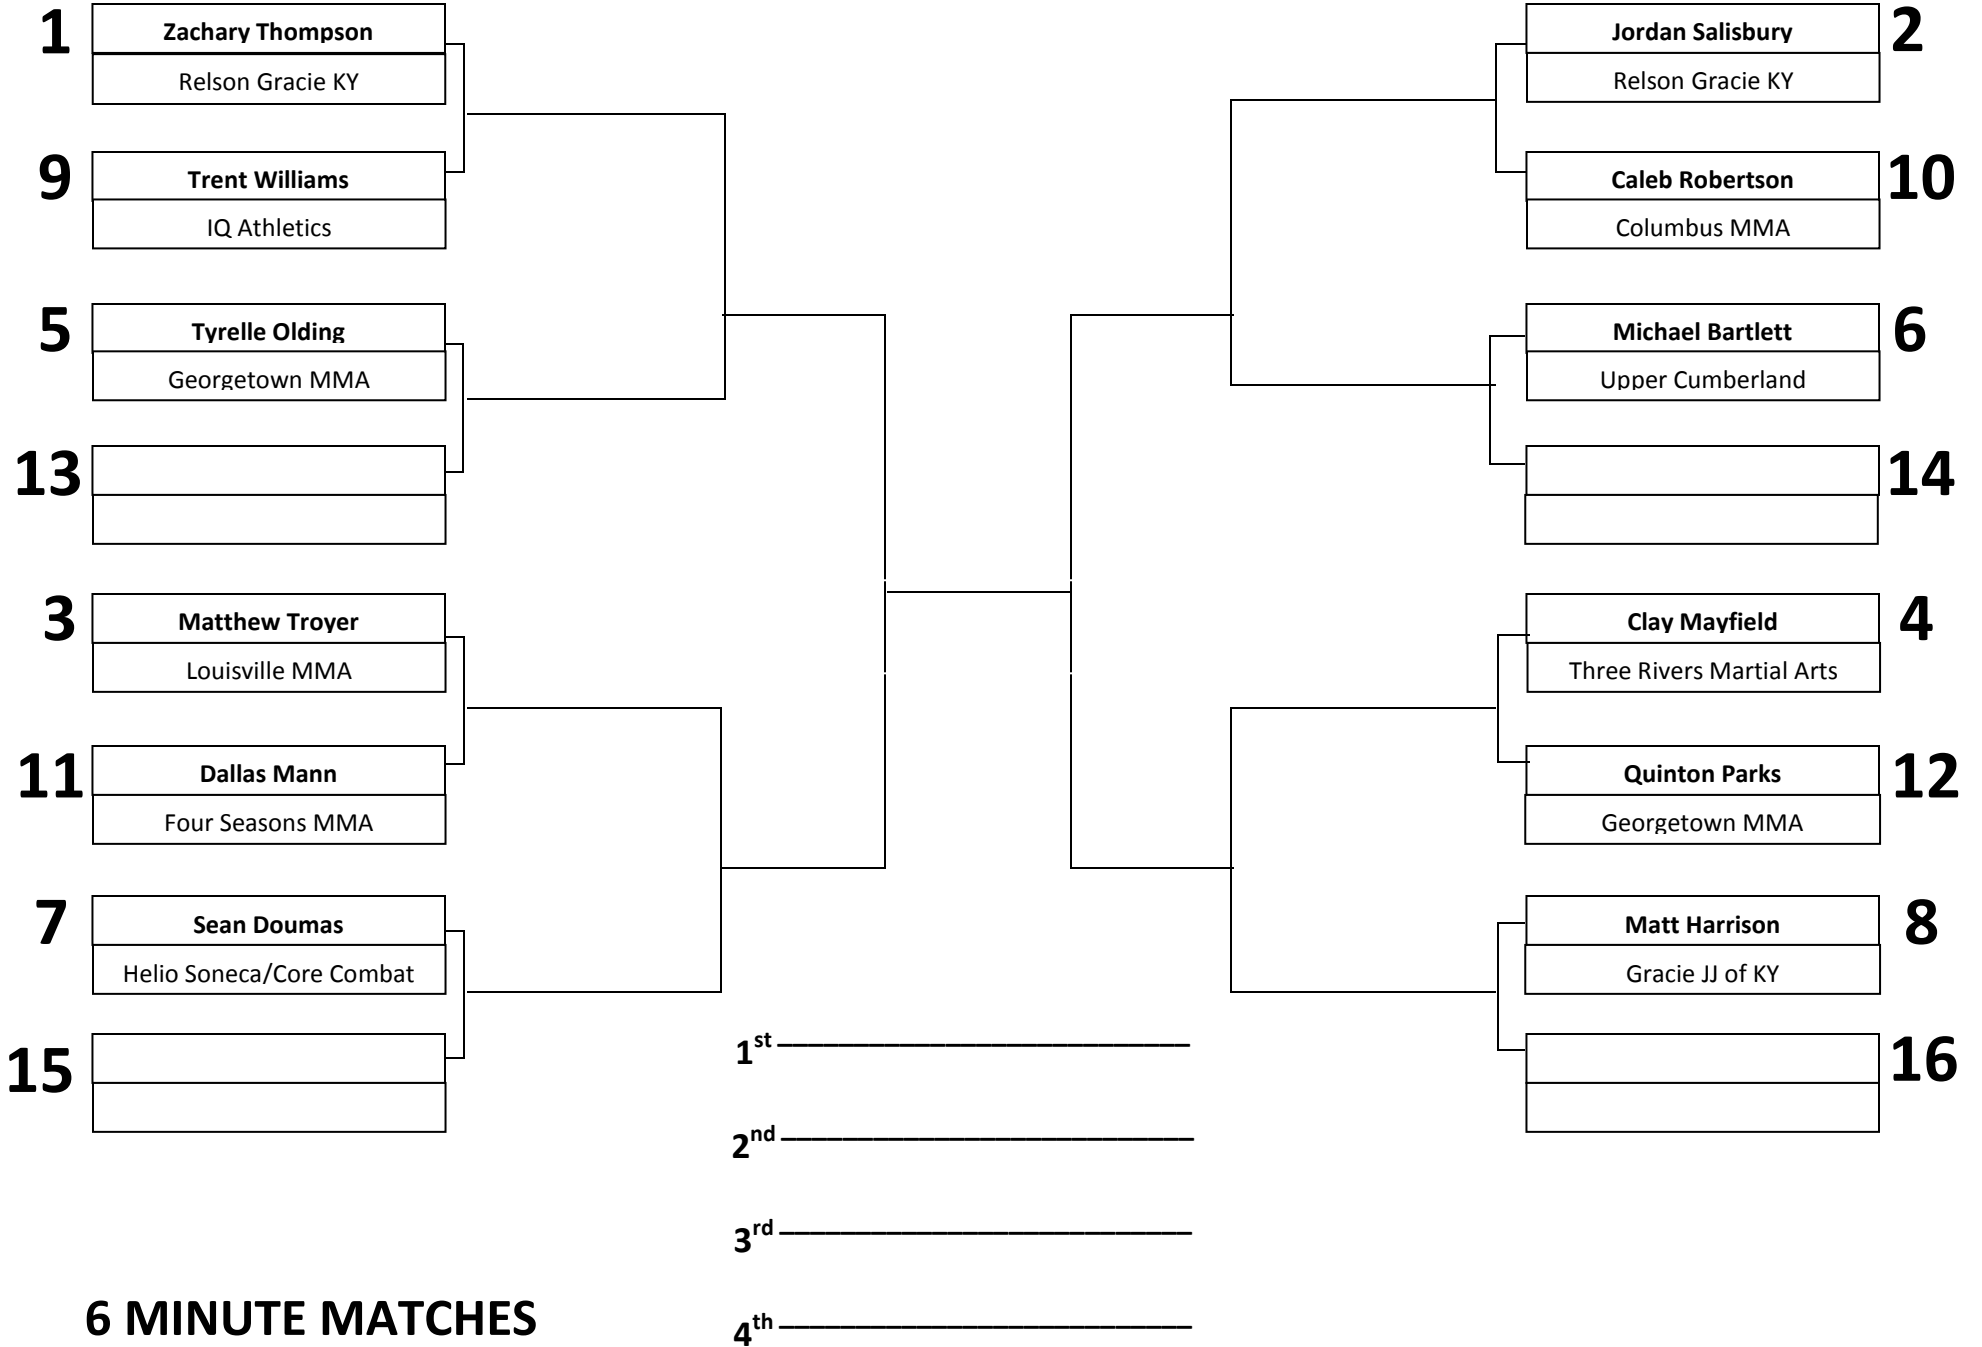 1
Zachary Thompson
Relson Gracie KY
9
Trent Williams
IQ Athletics
5
Tyrelle Olding
Georgetown MMA
13
3
Matthew Troyer
Louisville MMA
11
Dallas Mann
Four Seasons MMA
7
Sean Doumas
Helio Soneca/Core Combat
15
2
Jordan Salisbury
Relson Gracie KY
10
Caleb Robertson
Columbus MMA
6
Michael Bartlett
Upper Cumberland
14
4
Clay Mayfield
Three Rivers Martial Arts
12
Quinton Parks
Georgetown MMA
8
Matt Harrison
Gracie JJ of KY
16
1st
2nd
3rd
4th
6 MINUTE MATCHES